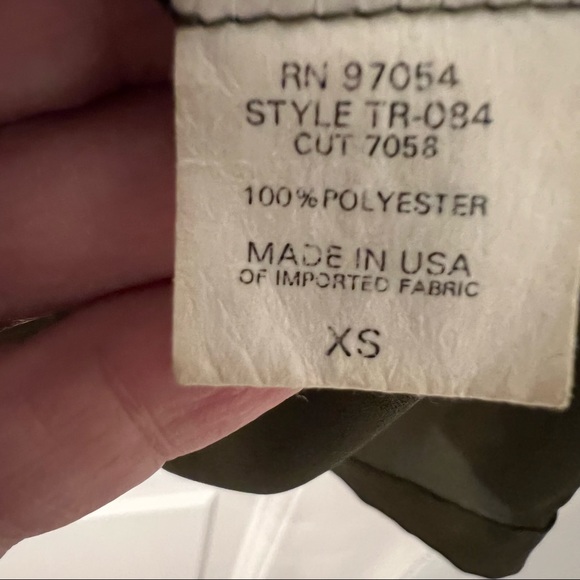 RN 97054
STYLE TR-084
CUT 7058
100% POLYESTER
MADE IN USA
OF IMPORTED FABRIC
XS